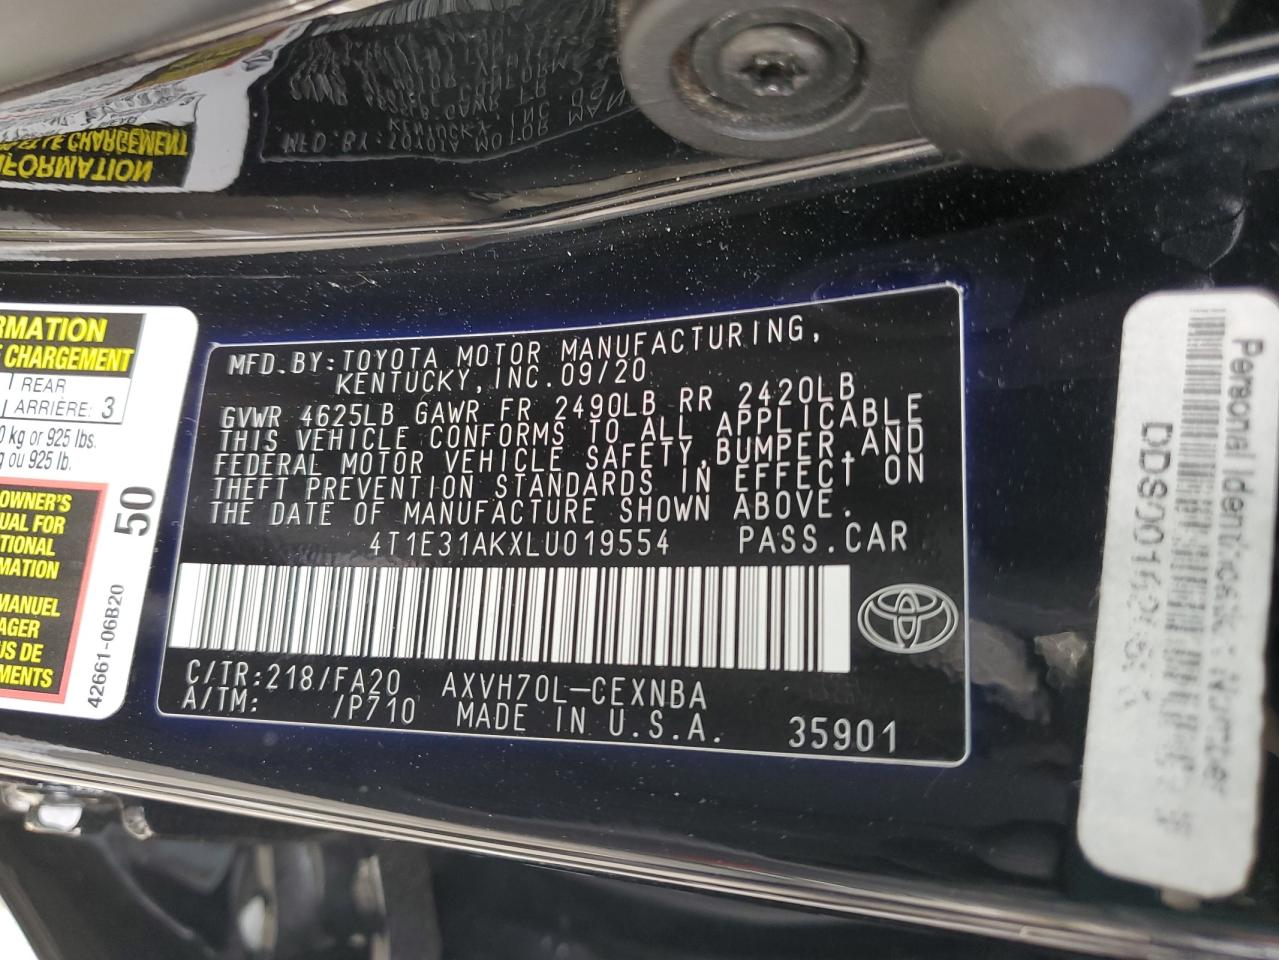 RMATION
E CHARGEMENT
REAR
ARRIÈRE: 3
0 kg or 925 lbs.
g ou 925 lb.
OWNER'S
UAL FOR
TIONAL
MATION
MANUEL
AGER
US DE
MENTS
50
42661-06B20
MFD.BY:TOYOTA MOTOR MANUFACTURING,
KENTUCKY, INC.09/20
GVWR 4625LB GAWR FR 2490LB RR 2420LB
THIS VEHICLE CONFORMS TO ALL APPLICABLE
FEDERAL MOTOR VEHICLE SAFETY,BUMPER,AND
THEFT PREVENTION STANDARDS IN EFFECT ON
THE DATE OF MANUFACTURE SHOWN ABOVE.
4T1E31AKXLU019554 PASS.CAR
C/TR:218/FA20 AXVH70L-CEXNBA
A/TM: /P710 MADE IN U.S.A. 35901
Personal